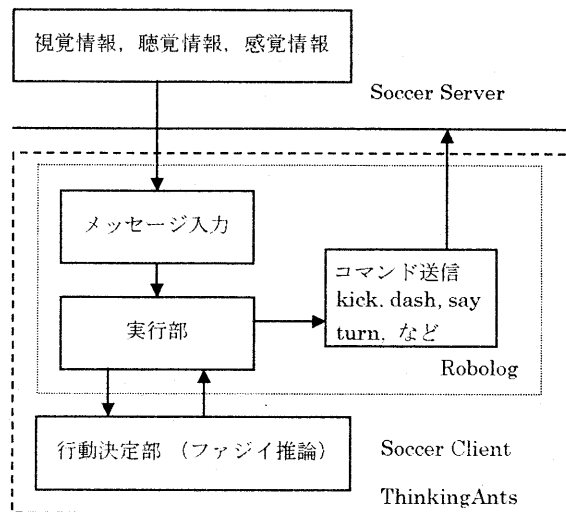 視覚情報, 聴覚情報, 感覚情報
Soccer Server
メッセージ入力
コマンド送信
kick. dash, say
turn, など
実行部
Robolog
行動決定部 (ファジイ推論)
Soccer Client
ThinkingAnts